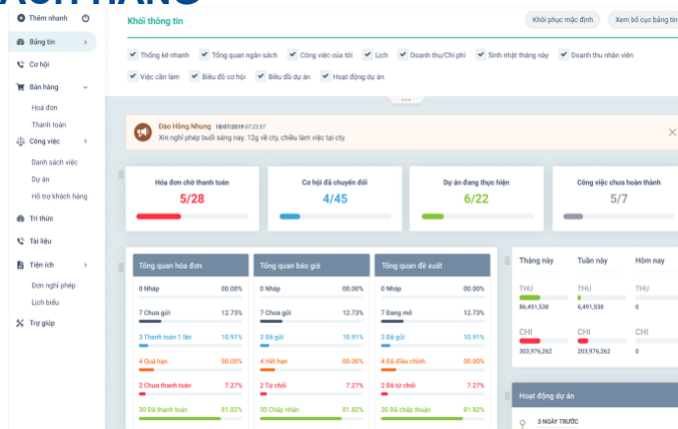 ÁCH HÀNG
Thêm nhanh
Bảng tin
Cơ hội
Bán hàng
Hoá đơn
Thanh toán
Công việc
Danh sách việc
Dự án
Hỗ trợ khách hàng
Tri thức
Tài liệu
Tiện ích
Đơn nghỉ phép
Lịch biểu
Trợ giúp
Khối thông tin
Khôi phục mặc định
Xem bố cục bảng tin
Thống kê nhanh Tổng quan ngân sách Công việc của tôi Lịch Doanh thu/Chi phí Sinh nhật tháng này Doanh thu nhân viên
Việc cần làm Biểu đồ cơ hội Biểu đồ dự án Hoạt động dự án
Đào Hồng Nhung 18/07/2019 07:23:57
Xin nghỉ phép buổi sáng nay, 12g về cty, chiều làm việc tại cty.
Hóa đơn chờ thanh toán
5/28
Cơ hội đã chuyển đổi
4/45
Dự án đang thực hiện
6/22
Công việc chưa hoàn thành
5/7
Tổng quan hóa đơn
0 Nháp 00.00%
7 Chưa gửi 12.73%
3 Thanh toán 1 lần 10.91%
4 Quá hạn 00.00%
2 Chưa thanh toán 7.27%
30 Đã thanh toán 81.82%
Tổng quan báo giá
0 Nháp 00.00%
7 Chưa gửi 12.73%
3 Đã gửi 10.91%
4 Hết hạn 00.00%
2 Từ chối 7.27%
30 Chấp nhận 81.82%
Tổng quan đề xuất
0 Nháp 00.00%
7 Đang mở 12.73%
3 Đã gửi 10.91%
4 Đã điều chỉnh 00.00%
2 Đã từ chối 7.27%
30 Đã chấp thuận 81.82%
Tháng này Tuần này Hôm nay
THU THU THU
86,491,538 6,491,538 0
CHI CHI CHI
303,976,262 203,976,262 0
Hoạt động dự án
3 NGÀY TRƯỚC